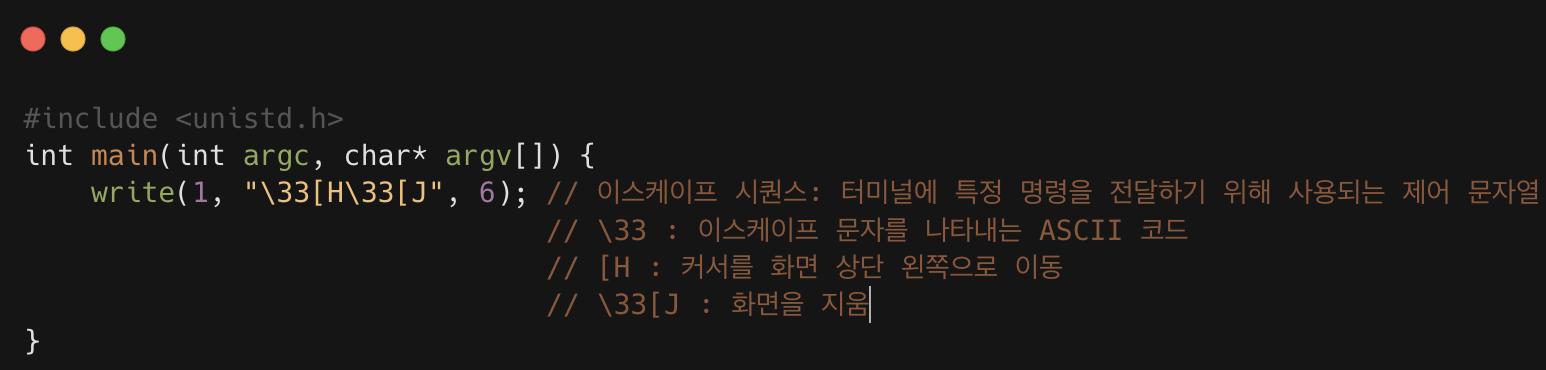 #include <unistd.h>
int main(int argc, char* argv[]) {
    write(1, "\33[H\33[J", 6); // 이스케이프 시퀀스: 터미널에 특정 명령을 전달하기 위해 사용되는 제어 문자열
                               // \33 : 이스케이프 문자를 나타내는 ASCII 코드
                               // [H : 커서를 화면 상단 왼쪽으로 이동
                               // \33[J : 화면을 지움
}